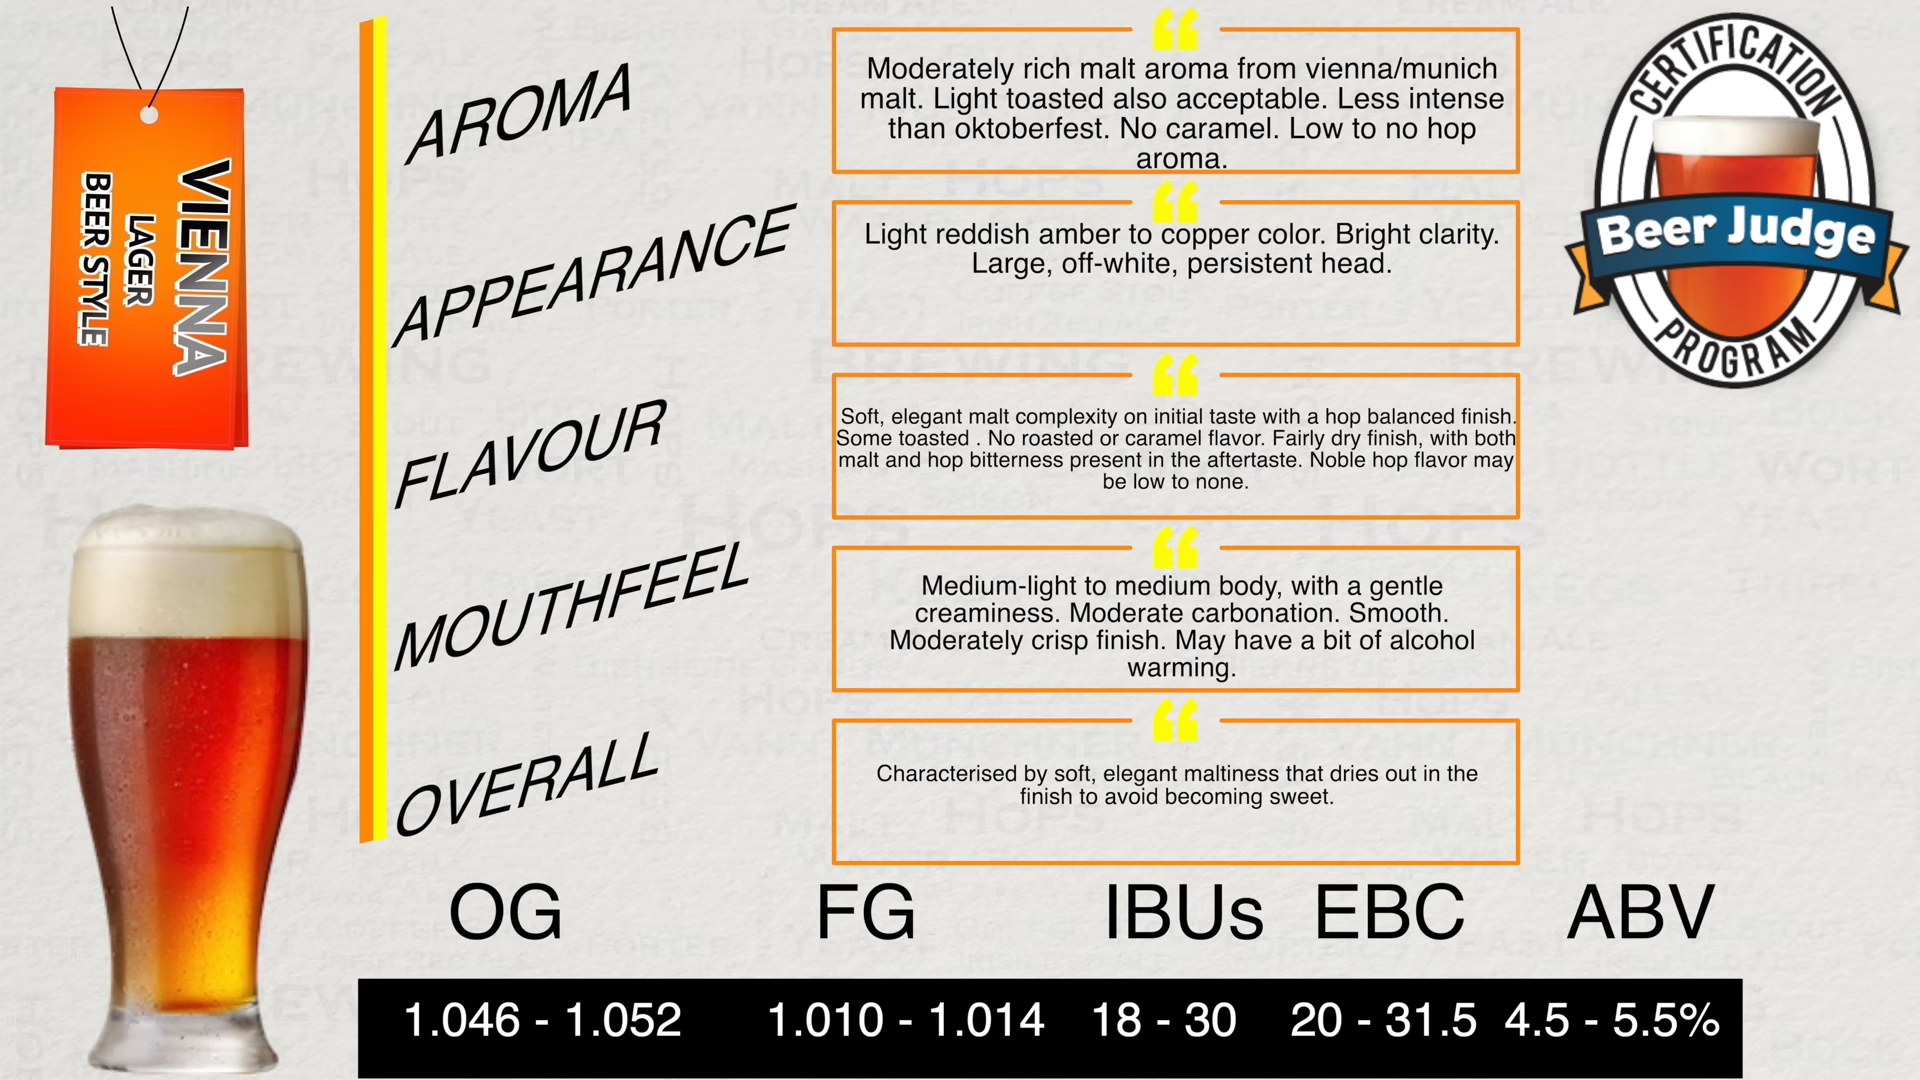 VIENNA
LAGER
BEER STYLE
AROMA
Moderately rich malt aroma from vienna/munich
malt. Light toasted also acceptable. Less intense
than oktoberfest. No caramel. Low to no hop
aroma.
CERTIFICATION
Beer Judge
PROGRAM
APPEARANCE
Light reddish amber to copper color. Bright clarity.
Large, off-white, persistent head.
FLAVOUR
Soft, elegant malt complexity on initial taste with a hop balanced finish.
Some toasted . No roasted or caramel flavor. Fairly dry finish, with both
malt and hop bitterness present in the aftertaste. Noble hop flavor may
be low to none.
MOUTHFEEL
Medium-light to medium body, with a gentle
creaminess. Moderate carbonation. Smooth.
Moderately crisp finish. May have a bit of alcohol
warming.
OVERALL
Characterised by soft, elegant maltiness that dries out in the
finish to avoid becoming sweet.
OG FG IBUs EBC ABV
1.046 - 1.052 1.010 - 1.014 18 - 30 20 - 31.5 4.5 - 5.5%